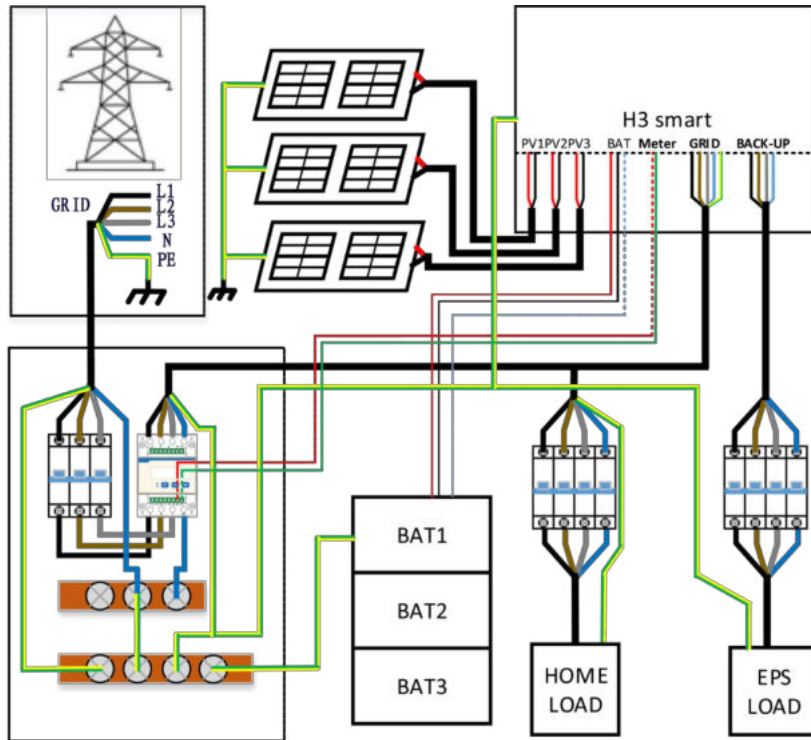 H3 smart
PV1 PV2 PV3 BAT Meter GRID BACK-UP
L1
GRID L2
L3
N
PE
BAT1
BAT2
BAT3
HOME
LOAD
EPS
LOAD